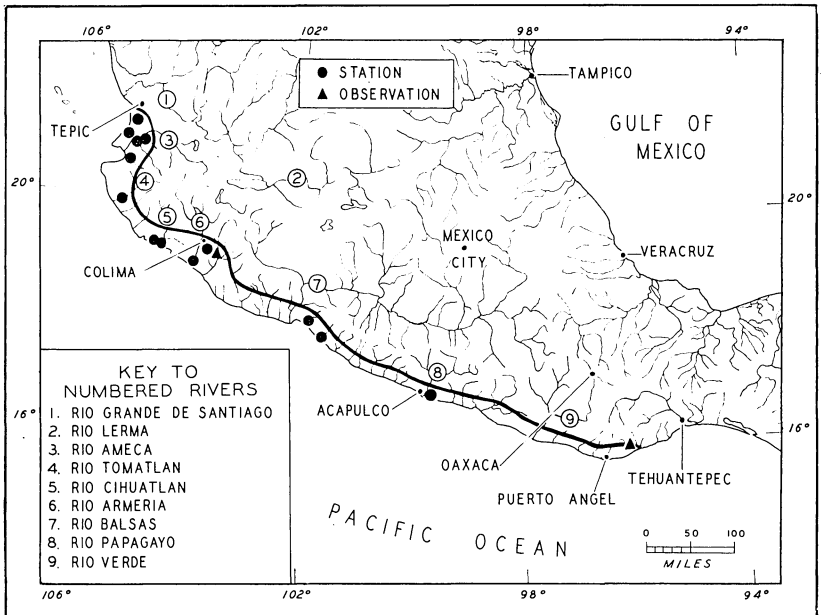 106° 102° 94°
● STATION
▲ OBSERVATION
TAMPICO
GULF OF
MEXICO
TEPIC
1
3
2
4
20° 20°
5
6
MEXICO
CITY
VERACRUZ
COLIMA
7
KEY TO
NUMBERED RIVERS
1. RIO GRANDE DE SANTIAGO
2. RIO LERMA
3. RIO AMECA
4. RIO TOMATLAN
5. RIO CIHUATLAN
6. RIO ARMERIA
7. RIO BALSAS
8. RIO PAPAGAYO
9. RIO VERDE
8
ACAPULCO
16° 16°
9
OAXACA
TEHUANTEPEC
PUERTO ANGEL
PACIFIC OCEAN
0 50 100
MILES
106° 102° 98° 94°